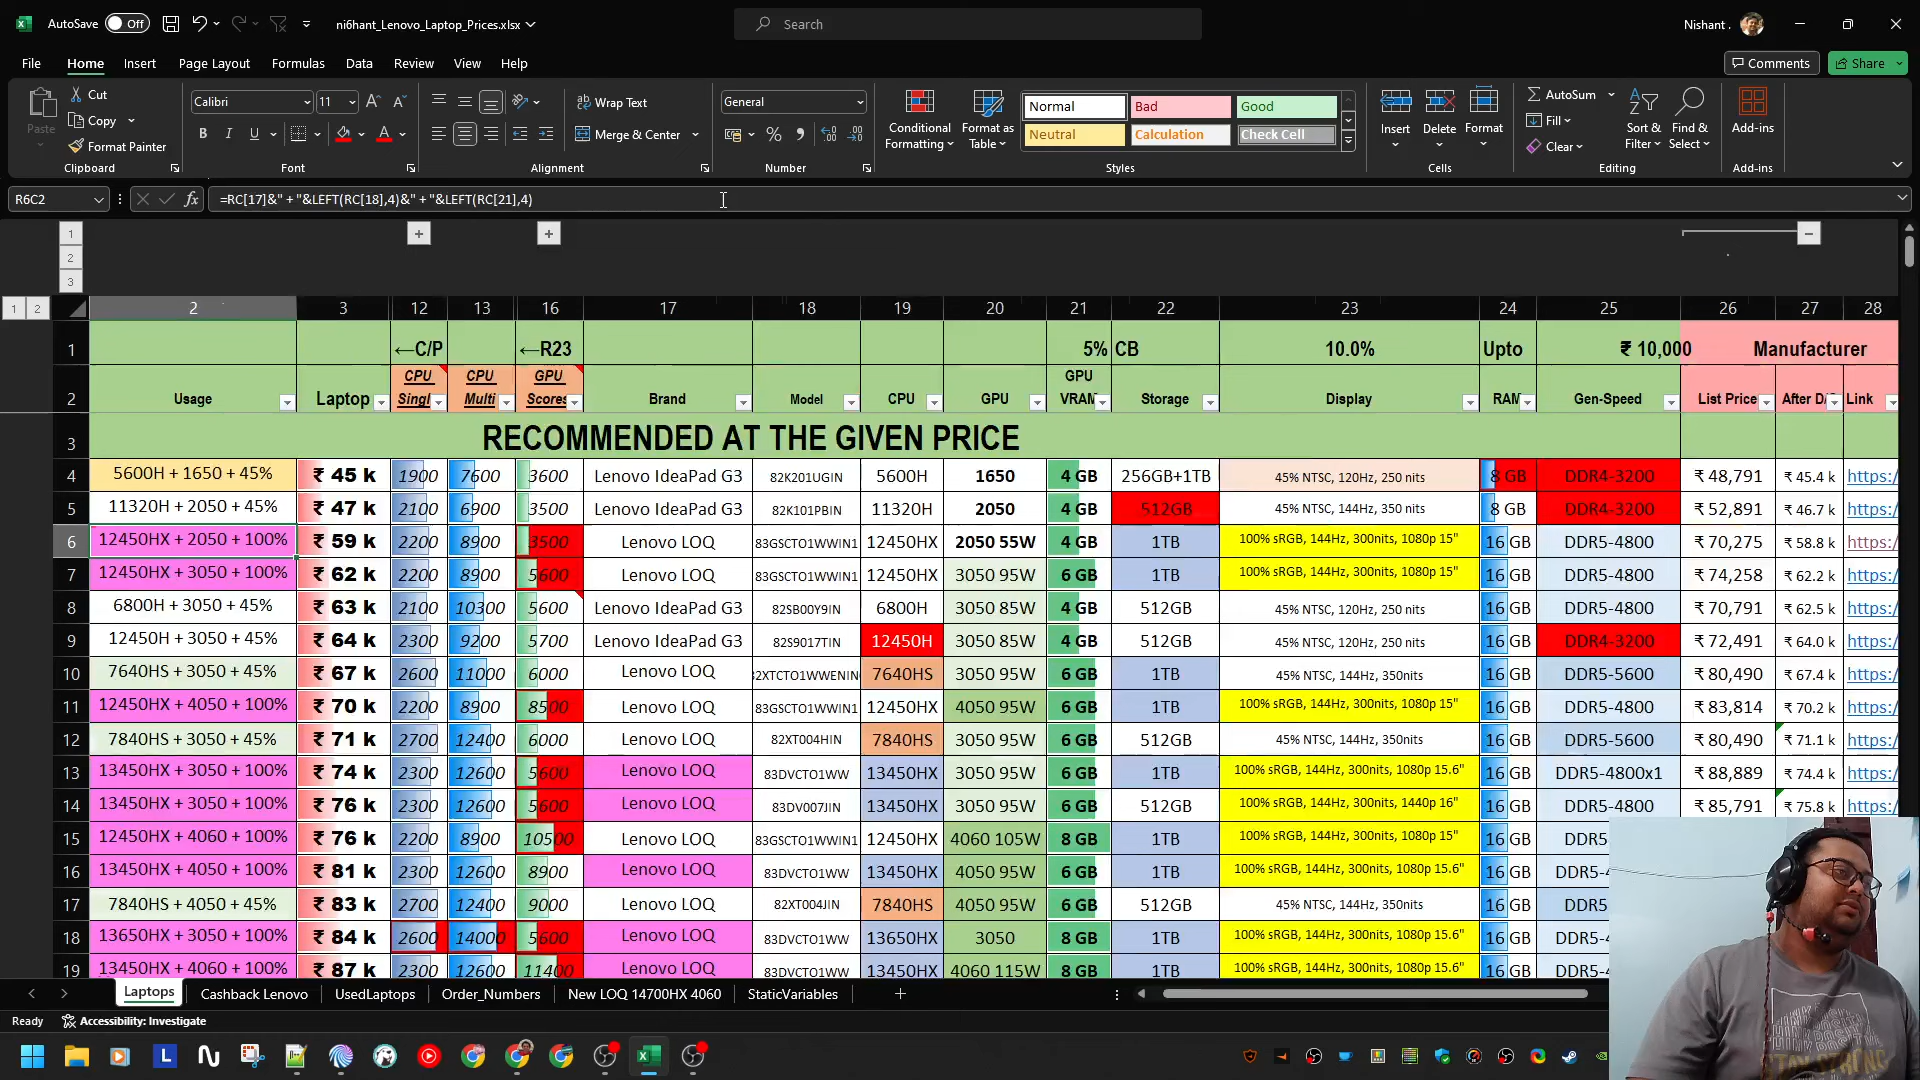 AutoSave Off ni6hant_Lenovo_Laptop_Prices.xlsx Search Nishant .
File Home Insert Page Layout Formulas Data Review View Help Comments Share
Paste Cut Copy Format Painter Clipboard
Calibri 11 B I U A Font
Wrap Text Merge & Center Alignment
General % Number
Conditional Formatting Format as Table Normal Bad Good Neutral Calculation Check Cell Styles
Insert Delete Format Cells
AutoSum Fill Clear Sort & Filter Find & Select Editing
Add-ins Add-ins
R6C2 fx =RC[17]&" + "&LEFT(RC[18],4)&" + "&LEFT(RC[21],4)
1
2
3
1 2 2 3 12 13 16 17 18 19 20 21 22 23 24 25 26 27 28
1 ←C/P ←R23 5% CB 10.0% Upto ₹ 10,000 Manufacturer
2 Usage Laptop CPU Singl CPU Multi GPU Scores Brand Model CPU GPU GPU VRAM Storage Display RAM Gen-Speed List Price After D/ Link
3 RECOMMENDED AT THE GIVEN PRICE
4 5600H + 1650 + 45% ₹ 45 k 1900 7600 3600 Lenovo IdeaPad G3 82K201UGIN 5600H 1650 4 GB 256GB+1TB 45% NTSC, 120Hz, 250 nits 8 GB DDR4-3200 ₹ 48,791 ₹ 45.4 k https:/
5 11320H + 2050 + 45% ₹ 47 k 2100 6900 3500 Lenovo IdeaPad G3 82K101PBIN 11320H 2050 4 GB 512GB 45% NTSC, 144Hz, 350 nits 8 GB DDR4-3200 ₹ 52,891 ₹ 46.7 k https:/
6 12450HX + 2050 + 100% ₹ 59 k 2200 8900 3500 Lenovo LOQ 83GSCTO1WWIN1 12450HX 2050 55W 4 GB 1TB 100% sRGB, 144Hz, 300nits, 1080p 15" 16 GB DDR5-4800 ₹ 70,275 ₹ 58.8 k https:/
7 12450HX + 3050 + 100% ₹ 62 k 2200 8900 5600 Lenovo LOQ 83GSCTO1WWIN1 12450HX 3050 95W 6 GB 1TB 100% sRGB, 144Hz, 300nits, 1080p 15" 16 GB DDR5-4800 ₹ 74,258 ₹ 62.2 k https:/
8 6800H + 3050 + 45% ₹ 63 k 2100 10300 5600 Lenovo IdeaPad G3 82SB00Y9IN 6800H 3050 85W 4 GB 512GB 45% NTSC, 120Hz, 250 nits 16 GB DDR5-4800 ₹ 70,791 ₹ 62.5 k https:/
9 12450H + 3050 + 45% ₹ 64 k 2300 9200 5700 Lenovo IdeaPad G3 82S9017TIN 12450H 3050 85W 4 GB 512GB 45% NTSC, 120Hz, 250 nits 16 GB DDR4-3200 ₹ 72,491 ₹ 64.0 k https:/
10 7640HS + 3050 + 45% ₹ 67 k 2600 11000 6000 Lenovo LOQ 32XTCTO1WWENIN 7640HS 3050 95W 6 GB 1TB 45% NTSC, 144Hz, 350nits 16 GB DDR5-5600 ₹ 80,490 ₹ 67.4 k https:/
11 12450HX + 4050 + 100% ₹ 70 k 2200 8900 8500 Lenovo LOQ 83GSCTO1WWIN1 12450HX 4050 95W 6 GB 1TB 100% sRGB, 144Hz, 300nits, 1080p 15" 16 GB DDR5-4800 ₹ 83,814 ₹ 70.2 k https:/
12 7840HS + 3050 + 45% ₹ 71 k 2700 12400 6000 Lenovo LOQ 82XT004HIN 7840HS 3050 95W 6 GB 512GB 45% NTSC, 144Hz, 350nits 16 GB DDR5-5600 ₹ 80,490 ₹ 71.1 k https:/
13 13450HX + 3050 + 100% ₹ 74 k 2300 12600 5600 Lenovo LOQ 83DVCTO1WW 13450HX 3050 95W 6 GB 1TB 100% sRGB, 144Hz, 300nits, 1080p 15.6" 16 GB DDR5-4800x1 ₹ 88,889 ₹ 74.4 k https:/
14 13450HX + 3050 + 100% ₹ 76 k 2300 12600 5600 Lenovo LOQ 83DV007JIN 13450HX 3050 95W 6 GB 512GB 100% sRGB, 144Hz, 300nits, 1440p 16" 16 GB DDR5-4800 ₹ 85,791 ₹ 75.8 k https:/
15 12450HX + 4060 + 100% ₹ 76 k 2200 8900 10500 Lenovo LOQ 83GSCTO1WWIN1 12450HX 4060 105W 8 GB 1TB 100% sRGB, 144Hz, 300nits, 1080p 15" 16 GB DDR5
16 13450HX + 4050 + 100% ₹ 81 k 2300 12600 8900 Lenovo LOQ 83DVCTO1WW 13450HX 4050 95W 6 GB 1TB 100% sRGB, 144Hz, 300nits, 1080p 15.6" 16 GB DDR5-4
17 7840HS + 4050 + 45% ₹ 83 k 2700 12400 9000 Lenovo LOQ 82XT004JIN 7840HS 4050 95W 6 GB 512GB 45% NTSC, 144Hz, 350nits 16 GB DDR5
18 13650HX + 3050 + 100% ₹ 84 k 2600 14000 5600 Lenovo LOQ 83DVCTO1WW 13650HX 3050 8 GB 1TB 100% sRGB, 144Hz, 300nits, 1080p 15.6" 16 GB DDR5
19 13450HX + 4060 + 100% ₹ 87 k 2300 12600 11400 Lenovo LOQ 83DVCTO1WW 13450HX 4060 115W 8 GB 1TB 100% sRGB, 144Hz, 300nits, 1080p 15.6" 16 GB DDR5-4
Laptops Cashback Lenovo UsedLaptops Order_Numbers New LOQ 14700HX 4060 StaticVariables
Ready Accessibility: Investigate
L